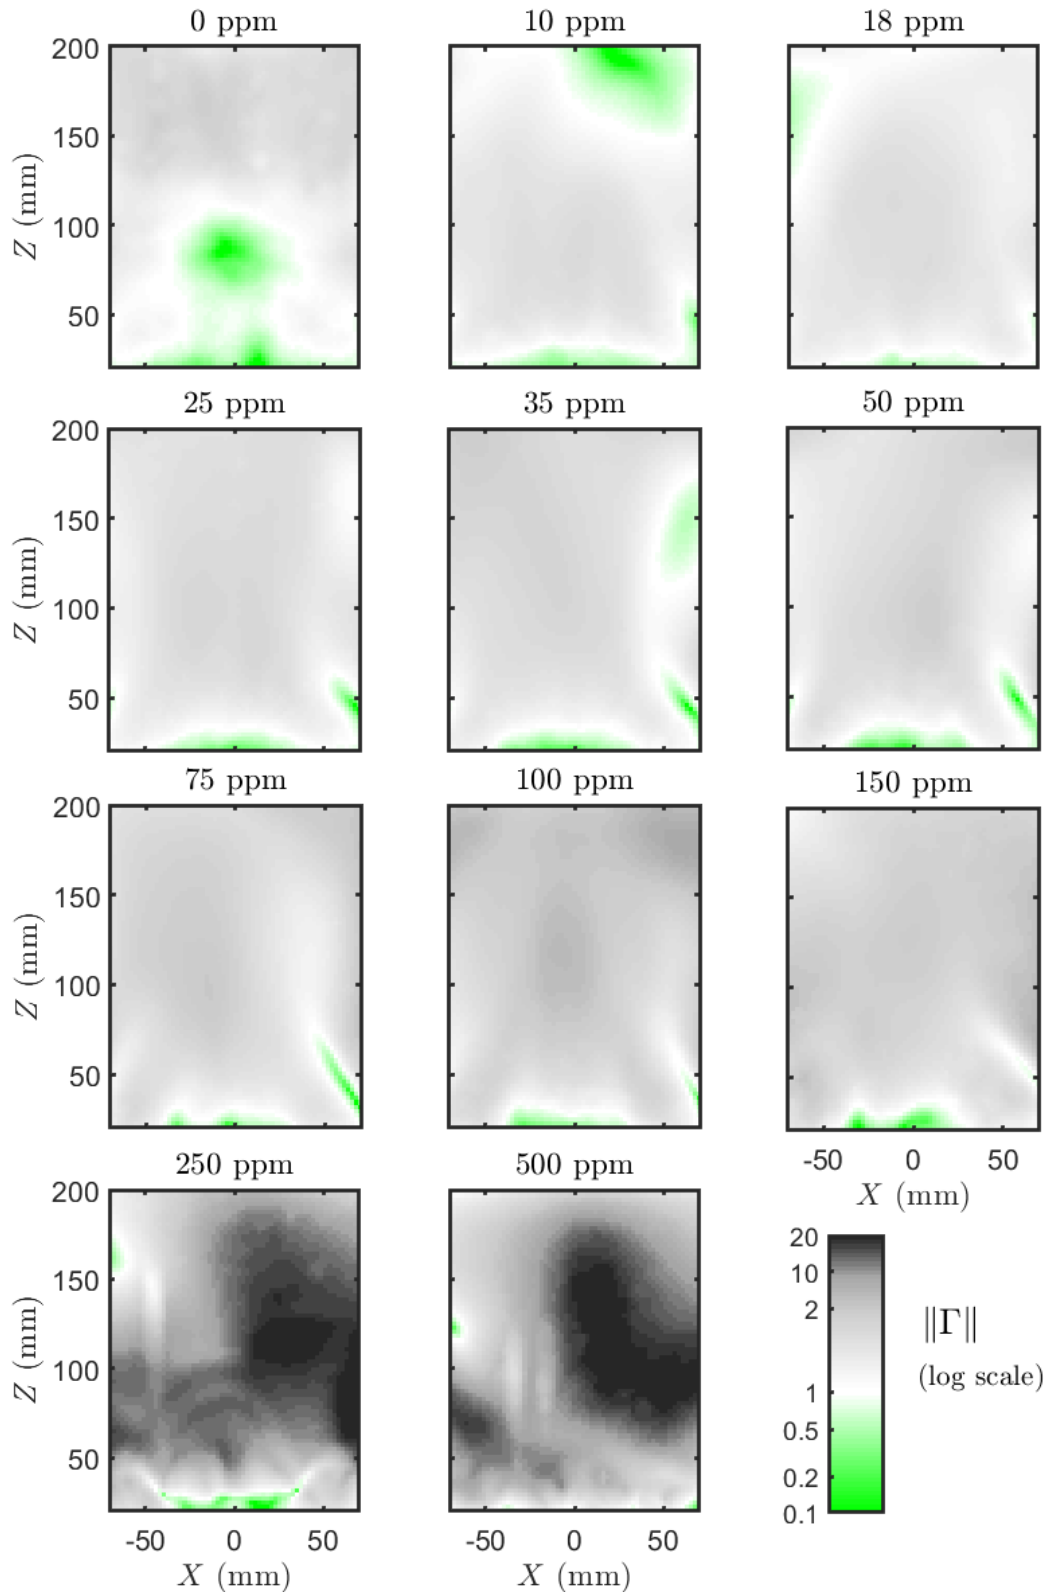 0 ppm
10 ppm
18 ppm
200
150
100
50
Z (mm)
25 ppm
35 ppm
50 ppm
200
150
100
50
Z (mm)
75 ppm
100 ppm
150 ppm
200
150
100
50
Z (mm)
-50 0 50
X (mm)
250 ppm
500 ppm
200
150
100
50
Z (mm)
-50 0 50
X (mm)
-50 0 50
X (mm)
20
10
2
1
0.5
0.2
0.1
‖Γ‖
(log scale)